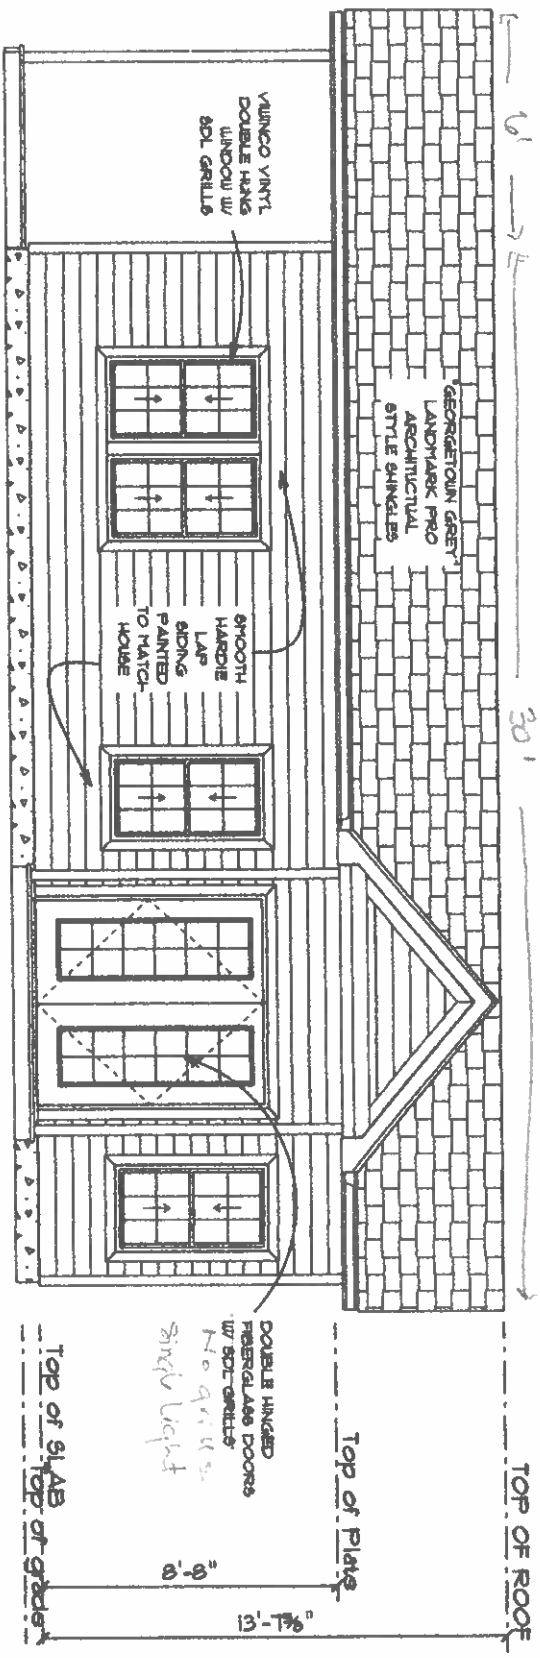 6'
30'
"GEORGETOWN GREY"
LANDMARK PRO
ARCHITUCTUAL
STYLE SHINGLES
VWINCO VINYL
DOUBLE HUNG
WINDOW W/
SDL GRILLS
SMOOTH
HARDIE
LAP
SIDING
PAINTED
TO MATCH
HOUSE
DOUBLE HINGED
FIBERGLASS DOORS
W/ SDL GRILLS
No grills
Single Light
TOP OF ROOF
Top of Plate
8'-8"
13'-7⅜"
Top of SLAB
Top of grade